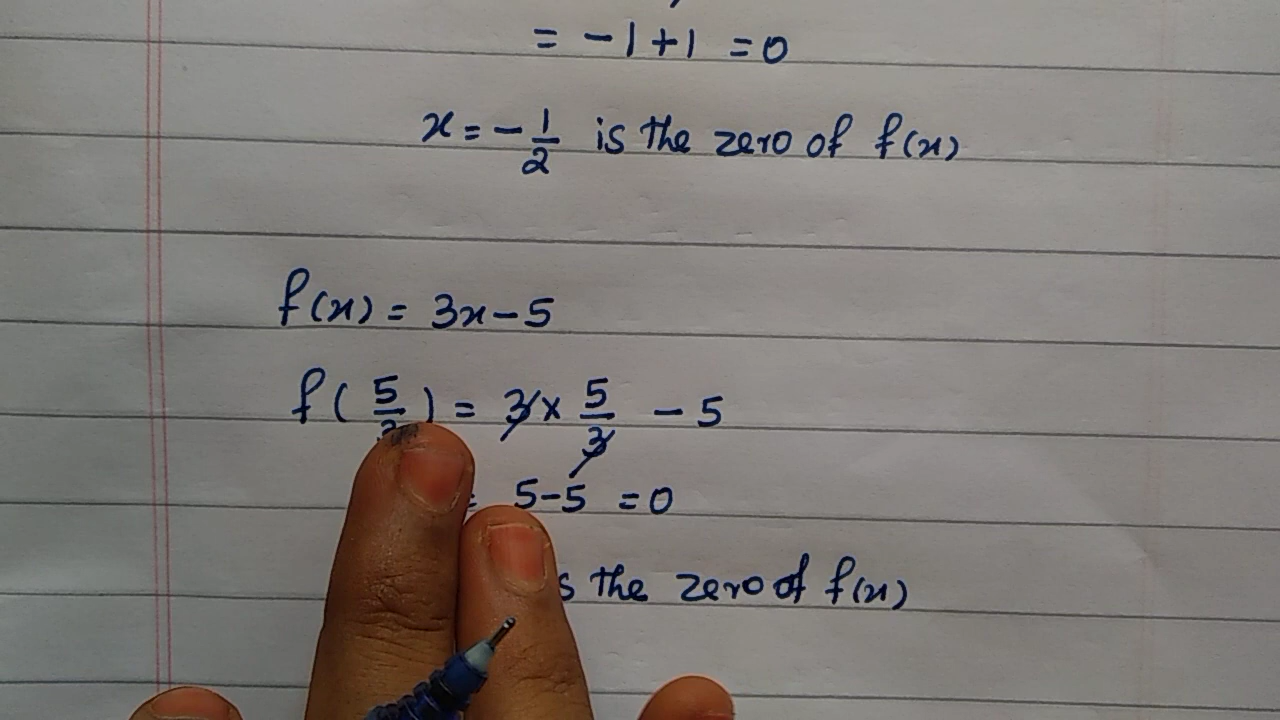 = -1+1 = 0
x = -1/2 is the zero of f(x)
f(x) = 3x-5
f(5/3) = 3 × 5/3 - 5
= 5-5 = 0
the zero of f(x)